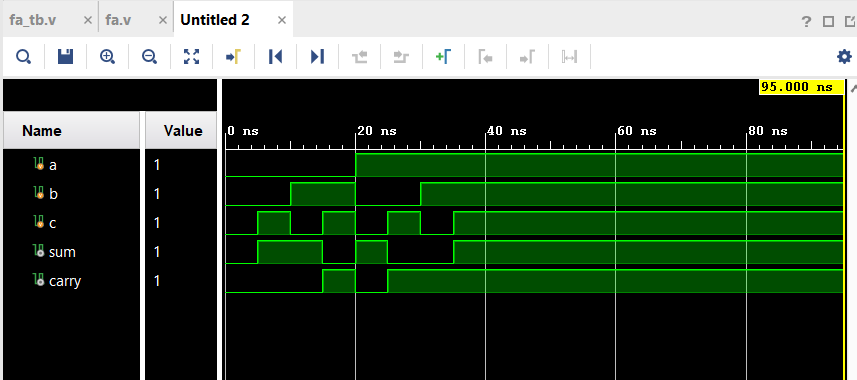 fa_tb.v × fa.v × Untitled 2 ×
?
95.000 ns
Name Value 0 ns 20 ns 40 ns 60 ns 80 ns
a 1
b 1
c 1
sum 1
carry 1